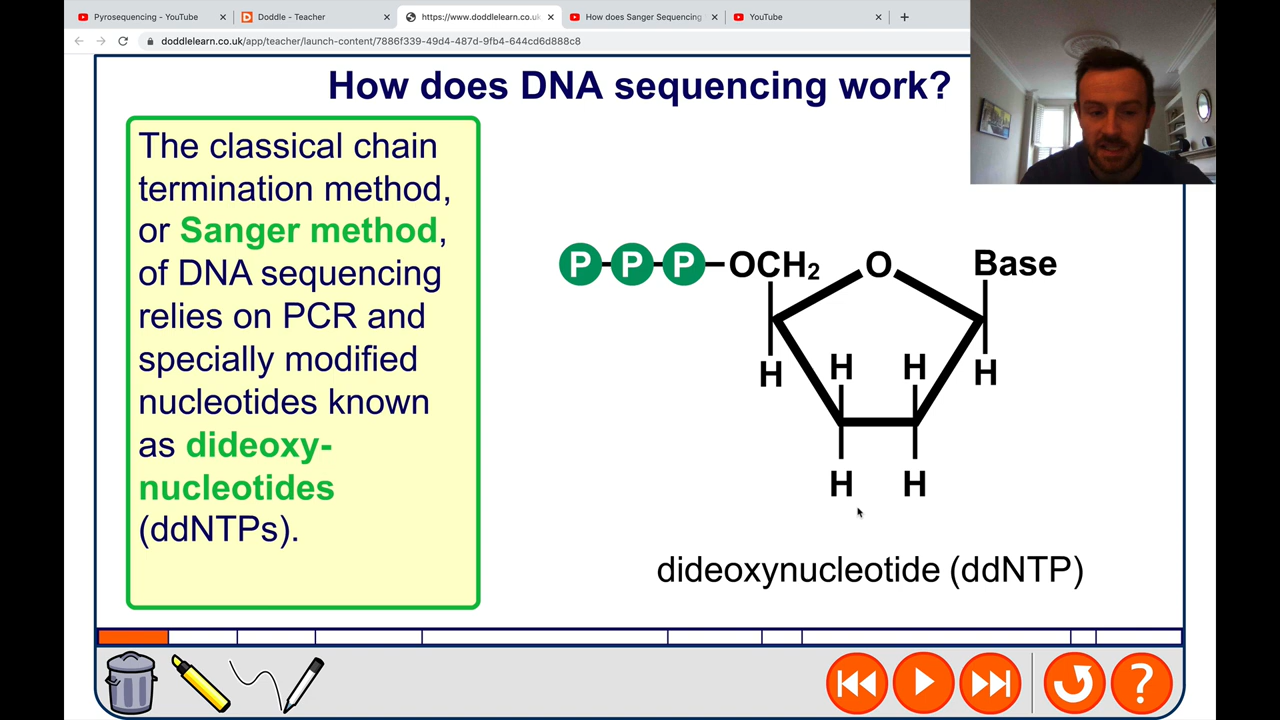 Pyrosequencing - YouTube
Doddle - Teacher
https://www.doddlelearn.co.uk
How does Sanger Sequencing
YouTube
doddlelearn.co.uk/app/teacher/launch-content/7886f339-49d4-487d-9fb4-644cd6d888c8
How does DNA sequencing work?
The classical chain
termination method,
or Sanger method,
of DNA sequencing
relies on PCR and
specially modified
nucleotides known
as dideoxy-
nucleotides
(ddNTPs).
P P P OCH2 O Base
H H H H
H H
dideoxynucleotide (ddNTP)
?